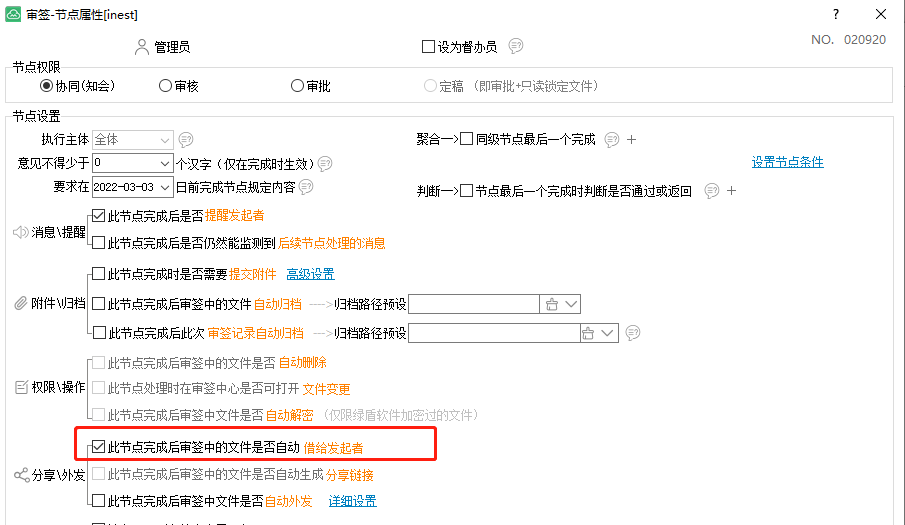 审签-节点属性[inest]
管理员 设为督办员 NO. 020920
节点权限
协同(知会) 审核 审批 定稿 (即审批+只读锁定文件)
节点设置
执行主体 全体 聚合—>同级节点最后一个完成
意见不得少于 0 个汉字 (仅在完成时生效) 设置节点条件
要求在 2022-03-03 日前完成节点规定内容 判断—>节点最后一个完成时判断是否通过或返回
消息\提醒
此节点完成后是否 提醒发起者
此节点完成后是否仍然能监测到 后续节点处理的消息
附件\归档
此节点完成时是否需要 提交附件 高级设置
此节点完成后审签中的文件 自动归档 ---->归档路径预设
此节点完成后此次 审签记录自动归档 --->归档路径预设
权限\操作
此节点完成后审签中的文件是否 自动删除
此节点处理时在审签中心是否可打开 文件变更
此节点完成后审签中文件是否 自动解密 (仅限绿盾软件加密过的文件)
分享\外发
此节点完成后审签中的文件是否自动 借给发起者
此节点完成后审签中的文件是否自动生成 分享链接
此节点完成后审签中文件是否 自动外发 详细设置